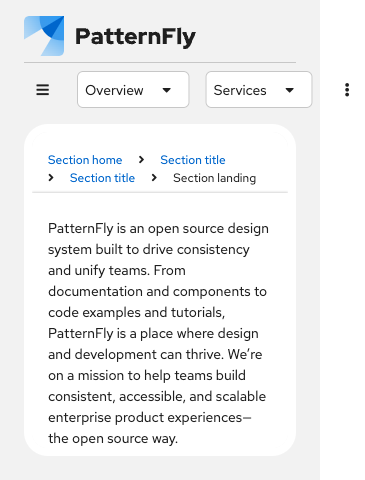 PatternFly
Overview
Services
Section home
Section title
Section title
Section landing
PatternFly is an open source design
system built to drive consistency
and unify teams. From
documentation and components to
code examples and tutorials,
PatternFly is a place where design
and development can thrive. We’re
on a mission to help teams build
consistent, accessible, and scalable
enterprise product experiences—
the open source way.